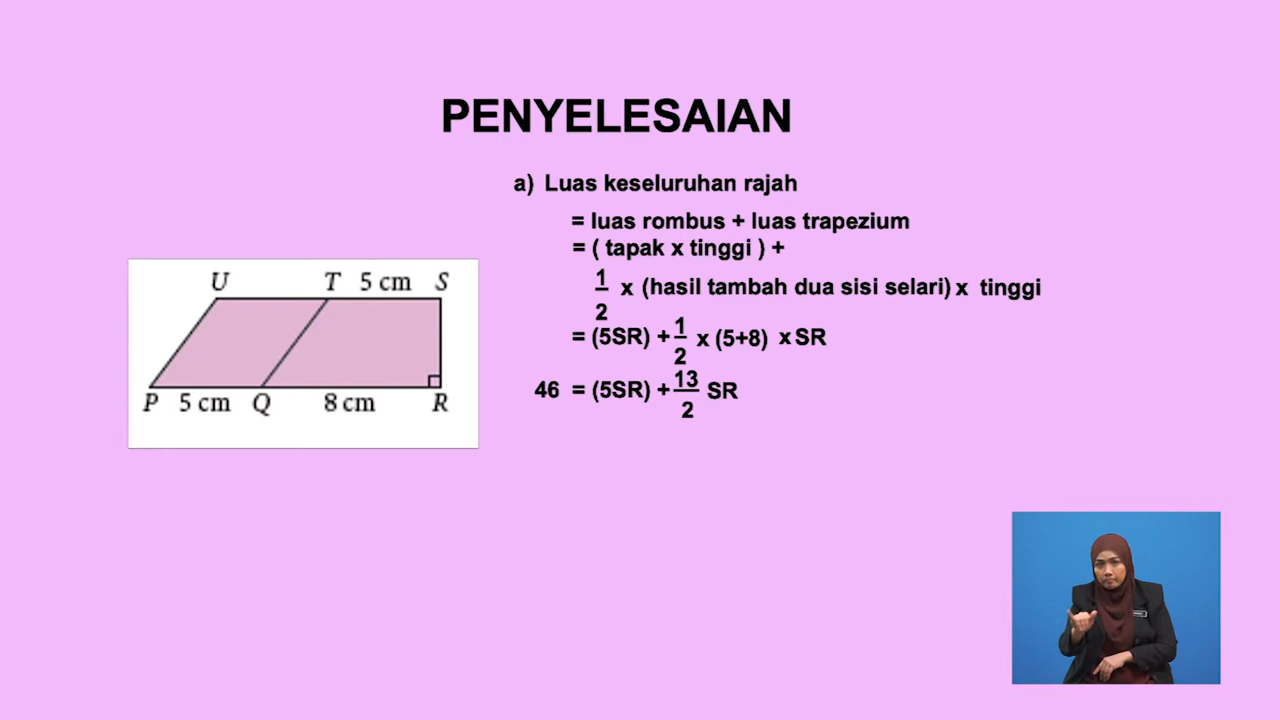 PENYELESAIAN
a) Luas keseluruhan rajah
= luas rombus + luas trapezium
= ( tapak x tinggi ) +
1/2 x (hasil tambah dua sisi selari) x tinggi
= (5SR) + 1/2 x (5+8) x SR
46 = (5SR) + 13/2 SR
U T 5 cm S
P 5 cm Q 8 cm R